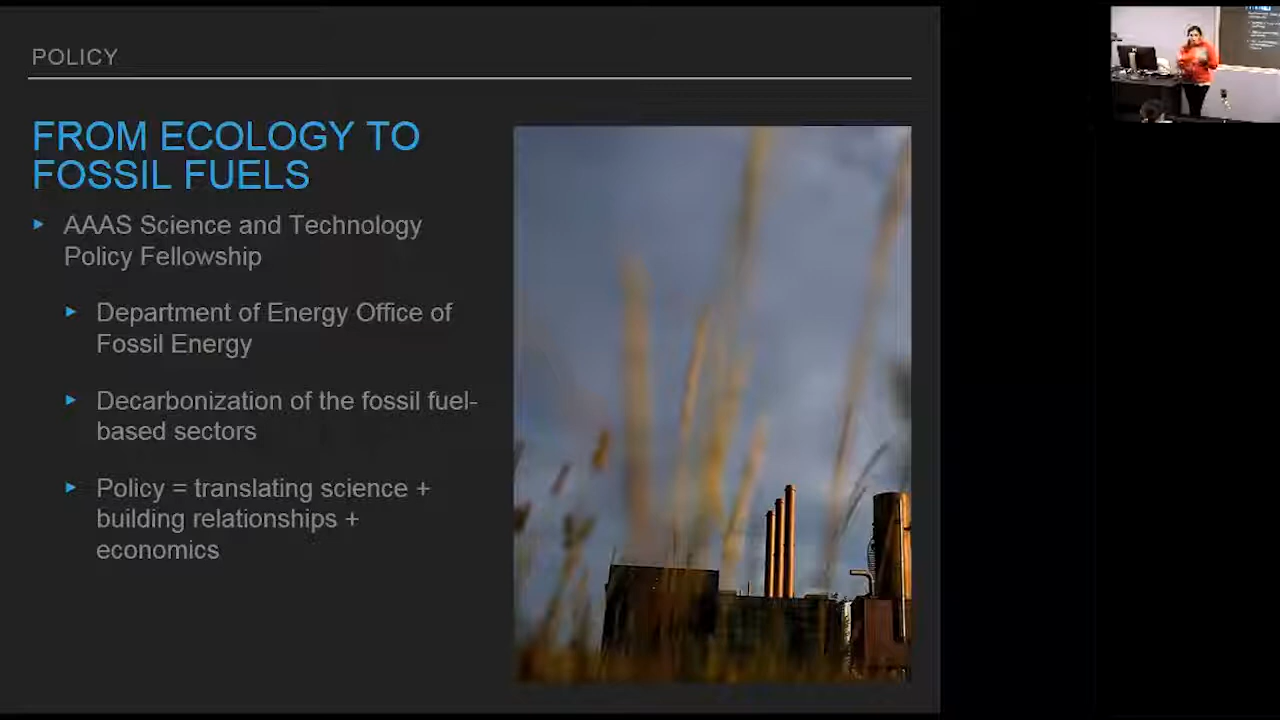 POLICY
FROM ECOLOGY TO
FOSSIL FUELS
AAAS Science and Technology
Policy Fellowship
Department of Energy Office of
Fossil Energy
Decarbonization of the fossil fuel-
based sectors
Policy = translating science +
building relationships +
economics